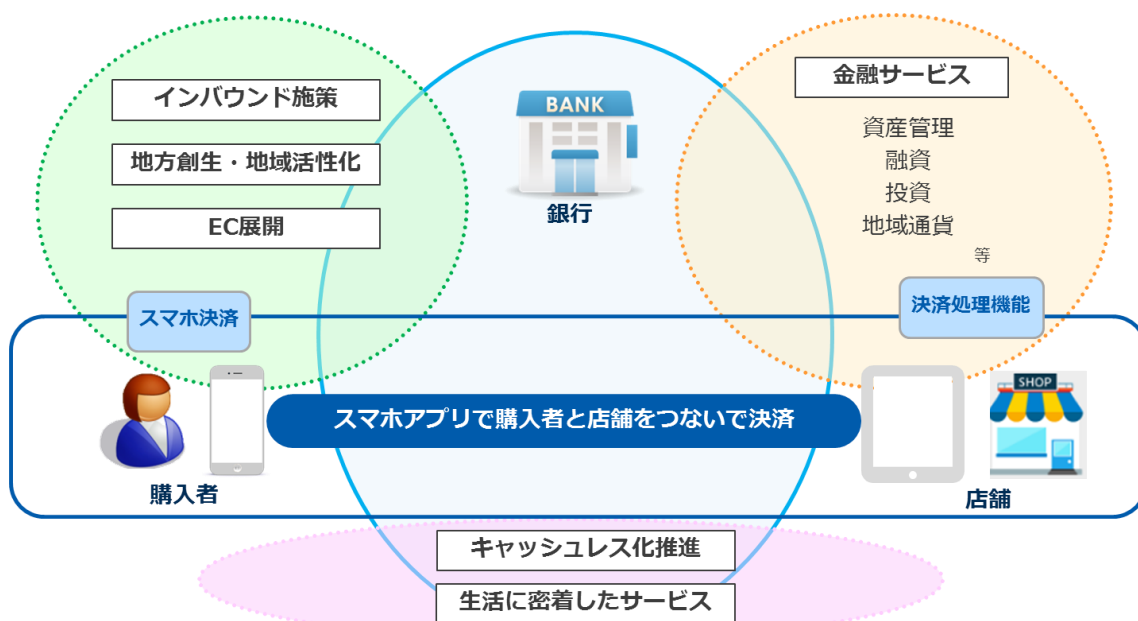 インバウンド施策
地方創生・地域活性化
EC展開
BANK
銀行
金融サービス
資産管理
融資
投資
地域通貨
等
スマホ決済
決済処理機能
スマホアプリで購入者と店舗をつないで決済
SHOP
購入者
店舗
キャッシュレス化推進
生活に密着したサービス